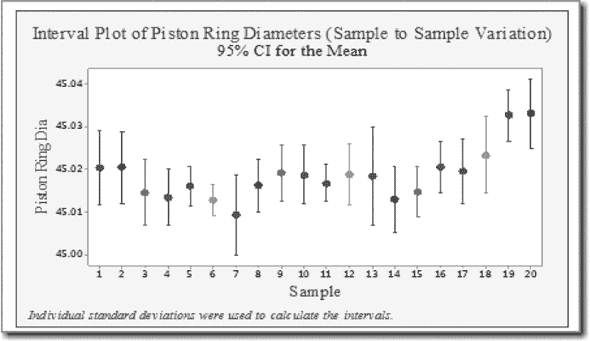 Interval Plot of Piston Ring Diameters (Sample to Sample Variation)
95% CI for the Mean
45.04
45.03
45.02
45.01
45.00
Piston Ring Dia
1 2 3 4 5 6 7 8 9 10 11 12 13 14 15 16 17 18 19 20
Sample
Individual standard deviations were used to calculate the intervals.